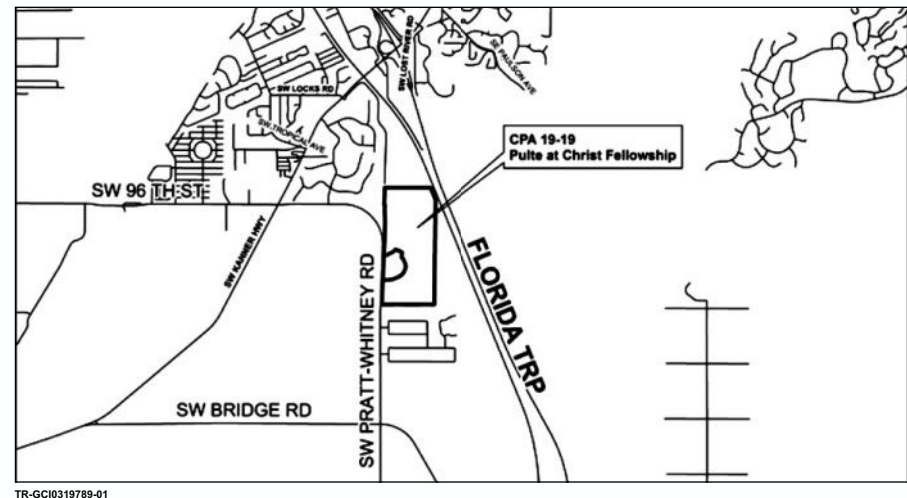 SW LOST RIVER RD
SE PAULSON AVE
SW LOCKS RD
SW TROPICAL AVE
CPA 19-19
Pulte at Christ Fellowship
SW 96 TH ST
SW KANNER HWY
FLORIDA TRP
SW PRATT-WHITNEY RD
SW BRIDGE RD
TR-GCI0319789-01